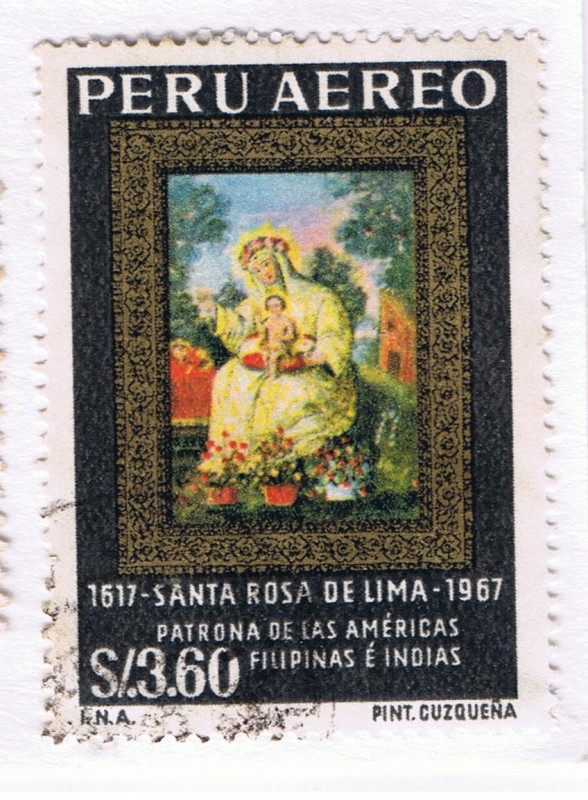 PERU AEREO
1617-SANTA ROSA DE LIMA-1967
PATRONA DE LAS AMÉRICAS
FILIPINAS É INDIAS
S/.3.60
I.N.A.
PINT. CUZQUEÑA